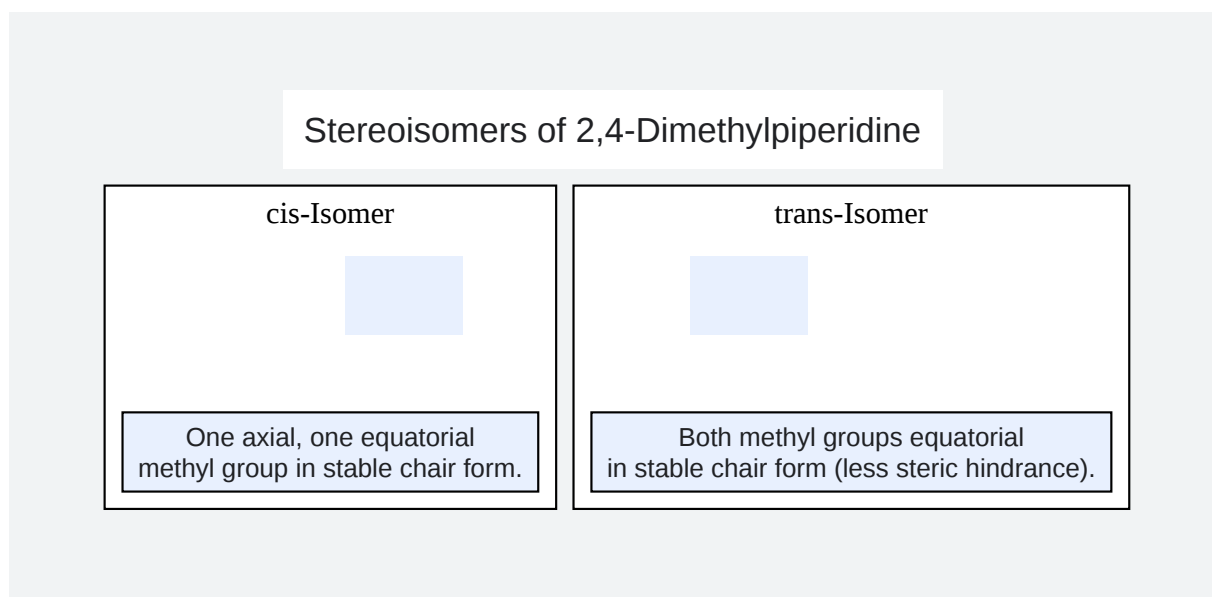 Stereoisomers of 2,4-Dimethylpiperidine
cis-Isomer
One axial, one equatorial
methyl group in stable chair form.
trans-Isomer
Both methyl groups equatorial
in stable chair form (less steric hindrance).